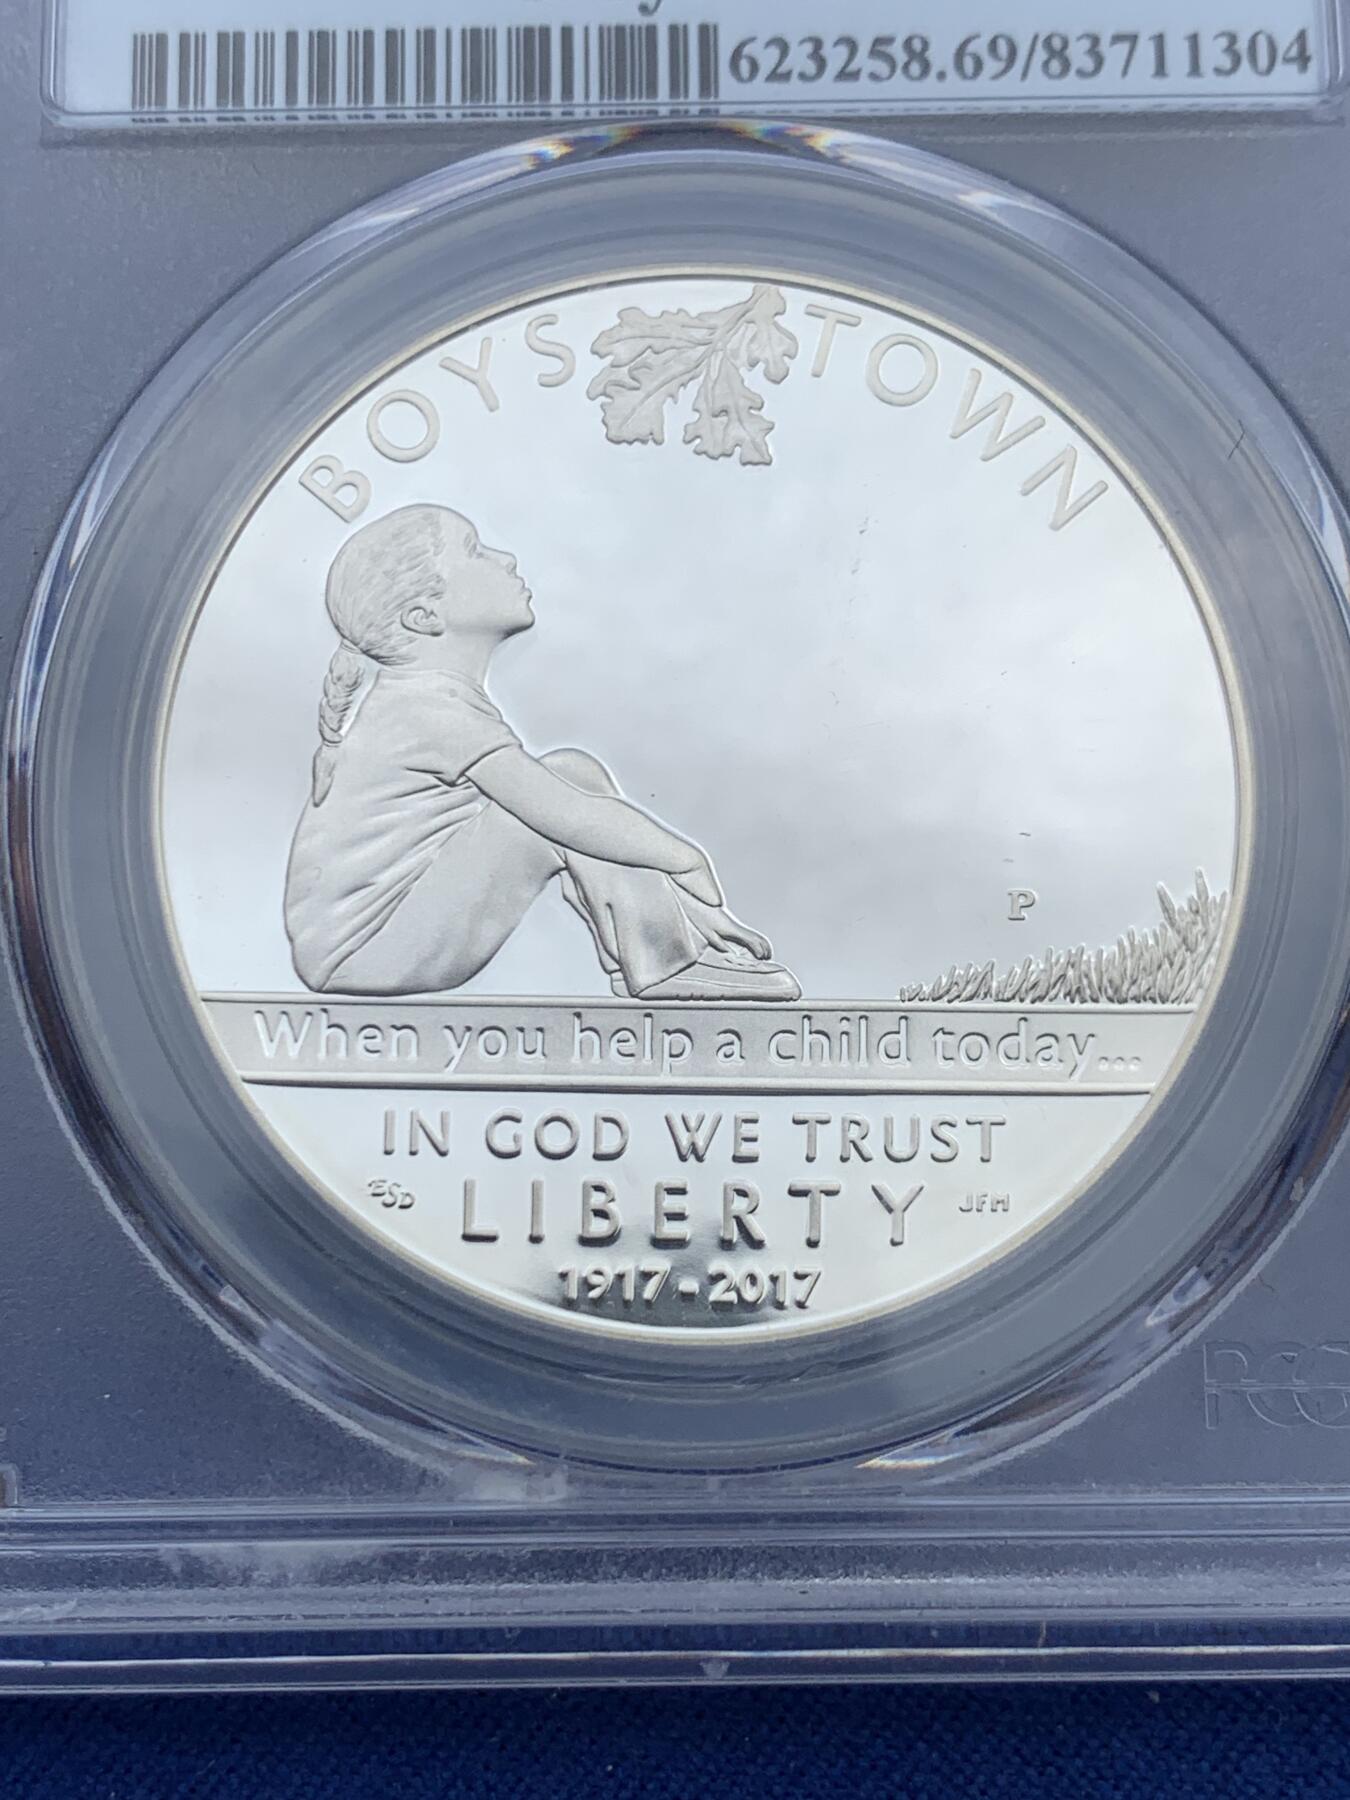 623258.69/83711304
BOYS TOWN
P
When you help a child today...
IN GOD WE TRUST
ESD LIBERTY JFM
1917-2017